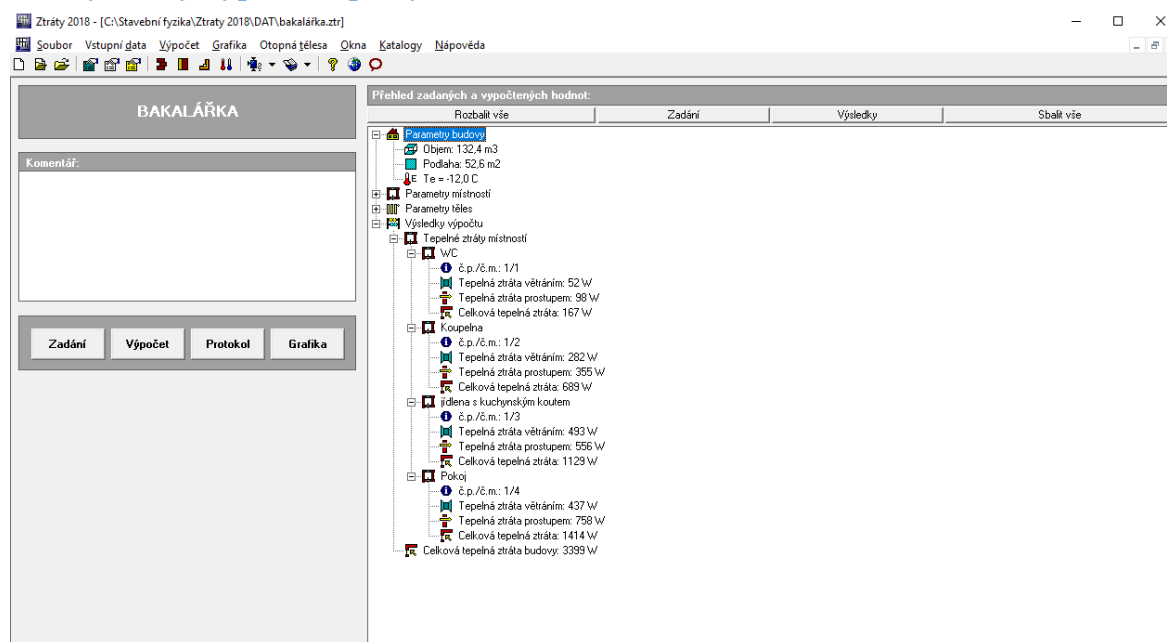 Ztráty 2018 - [C:\Stavební fyzika\Ztraty 2018\DAT\bakalářka.ztr]
Soubor Vstupní data Výpočet Grafika Otopná tělesa Okna Katalogy Nápověda
BAKALÁŘKA
Komentář:
Zadání Výpočet Protokol Grafika
Přehled zadaných a vypočtených hodnot:
Rozbalit vše Zadání Výsledky Sbalit vše
Parametry budovy
Objem: 132,4 m3
Podlaha: 52,6 m2
E Te = -12,0 C
Parametry místností
Parametry těles
Výsledky výpočtu
Tepelné ztráty místností
WC
č.p./č.m.: 1/1
Tepelná ztráta větráním: 52 W
Tepelná ztráta prostupem: 98 W
Celková tepelná ztráta: 167 W
Koupelna
č.p./č.m.: 1/2
Tepelná ztráta větráním: 282 W
Tepelná ztráta prostupem: 355 W
Celková tepelná ztráta: 689 W
jídlena s kuchynským koutem
č.p./č.m.: 1/3
Tepelná ztráta větráním: 493 W
Tepelná ztráta prostupem: 556 W
Celková tepelná ztráta: 1129 W
Pokoj
č.p./č.m.: 1/4
Tepelná ztráta větráním: 437 W
Tepelná ztráta prostupem: 758 W
Celková tepelná ztráta: 1414 W
Celková tepelná ztráta budovy: 3399 W